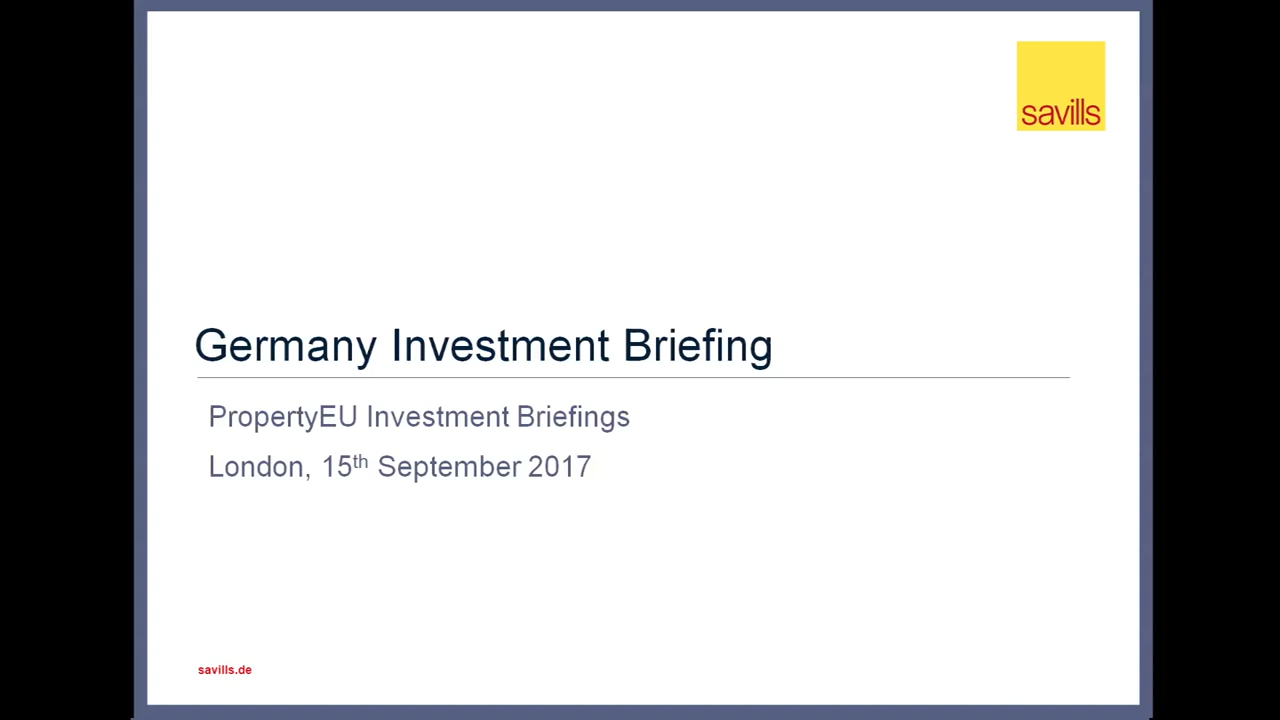 savills
Germany Investment Briefing
PropertyEU Investment Briefings
London, 15th September 2017
savills.de